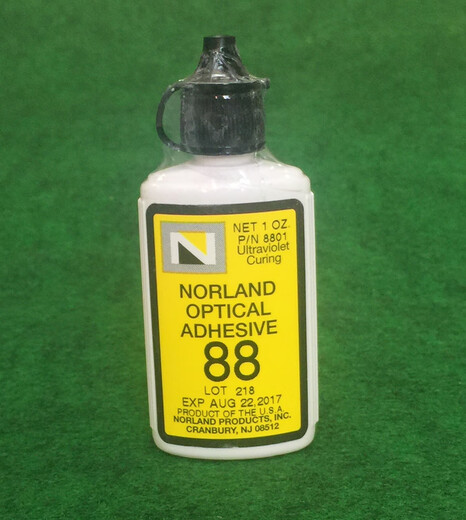 N
NET 1 OZ.
P/N 8801
Ultraviolet
Curing
NORLAND
OPTICAL
ADHESIVE
88
LOT 218
EXP AUG 22,2017
PRODUCT OF THE U.S.A.
NORLAND PRODUCTS, INC.
CRANBURY, NJ 08512